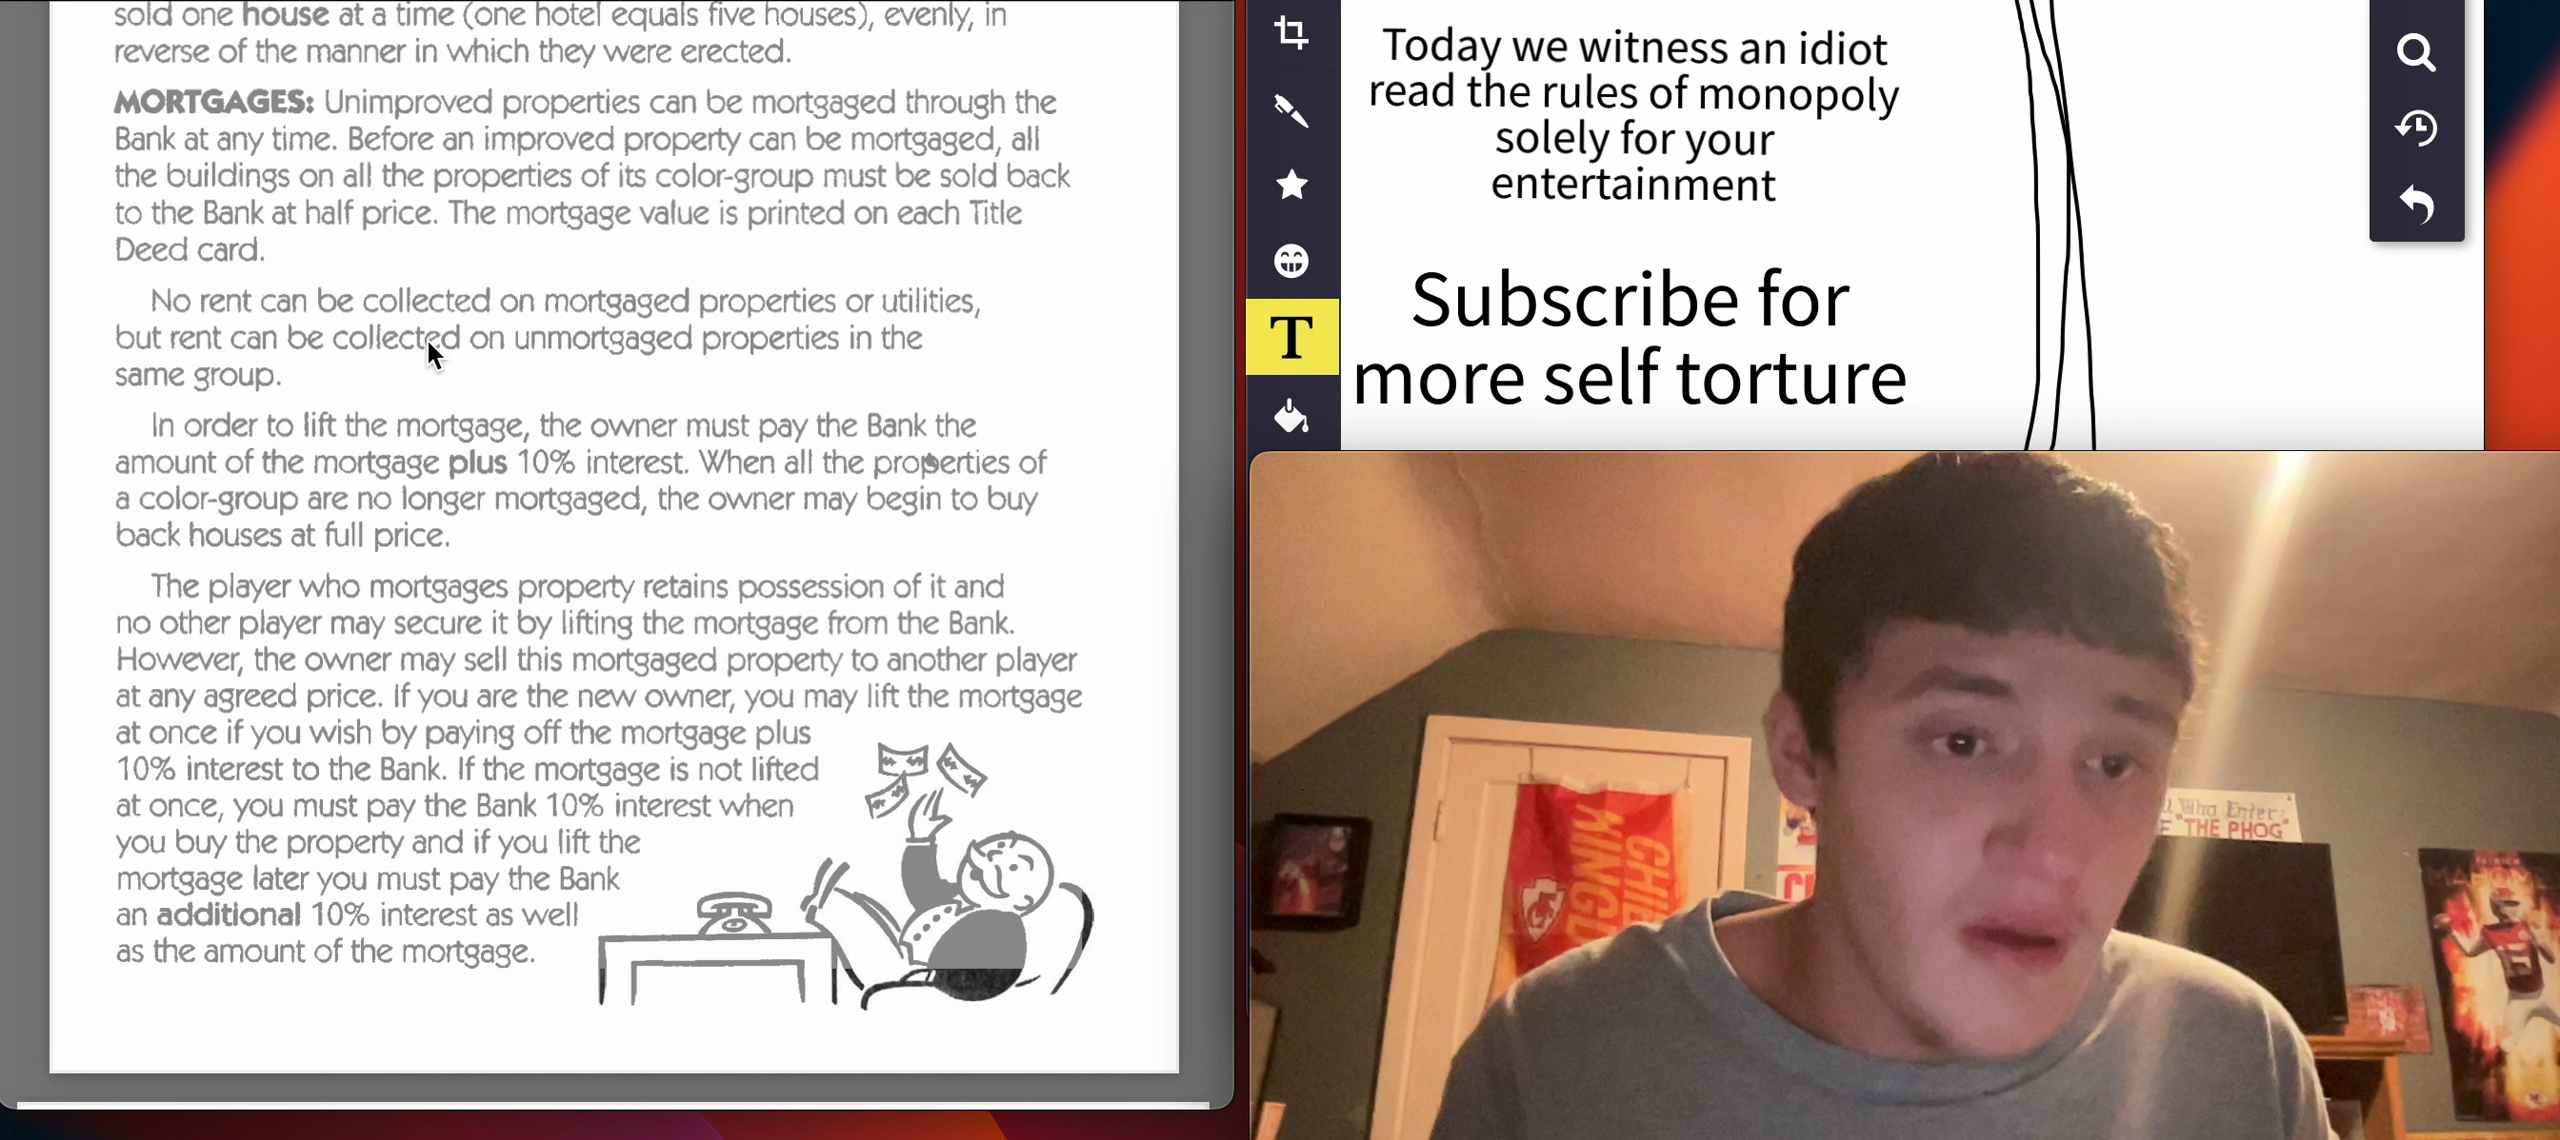 sold one house at a time (one hotel equals five houses), evenly, in
reverse of the manner in which they were erected.
MORTGAGES: Unimproved properties can be mortgaged through the
Bank at any time. Before an improved property can be mortgaged, all
the buildings on all the properties of its color-group must be sold back
to the Bank at half price. The mortgage value is printed on each Title
Deed card.
No rent can be collected on mortgaged properties or utilities,
but rent can be collected on unmortgaged properties in the
same group.
In order to lift the mortgage, the owner must pay the Bank the
amount of the mortgage plus 10% interest. When all the properties of
a color-group are no longer mortgaged, the owner may begin to buy
back houses at full price.
The player who mortgages property retains possession of it and
no other player may secure it by lifting the mortgage from the Bank.
However, the owner may sell this mortgaged property to another player
at any agreed price. If you are the new owner, you may lift the mortgage
at once if you wish by paying off the mortgage plus
10% interest to the Bank. If the mortgage is not lifted
at once, you must pay the Bank 10% interest when
you buy the property and if you lift the
mortgage later you must pay the Bank
an additional 10% interest as well
as the amount of the mortgage.
T
Today we witness an idiot
read the rules of monopoly
solely for your
entertainment
Subscribe for
more self torture
CHIE
KINGD
Who Enter:
"THE PHOG"